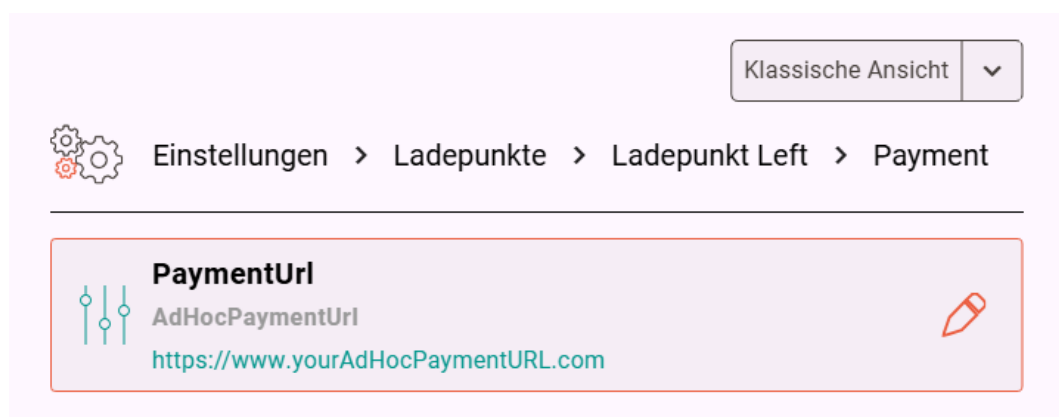 Klassische Ansicht
Einstellungen > Ladepunkte > Ladepunkt Left > Payment
PaymentUrl
AdHocPaymentUrl
https://www.yourAdHocPaymentURL.com